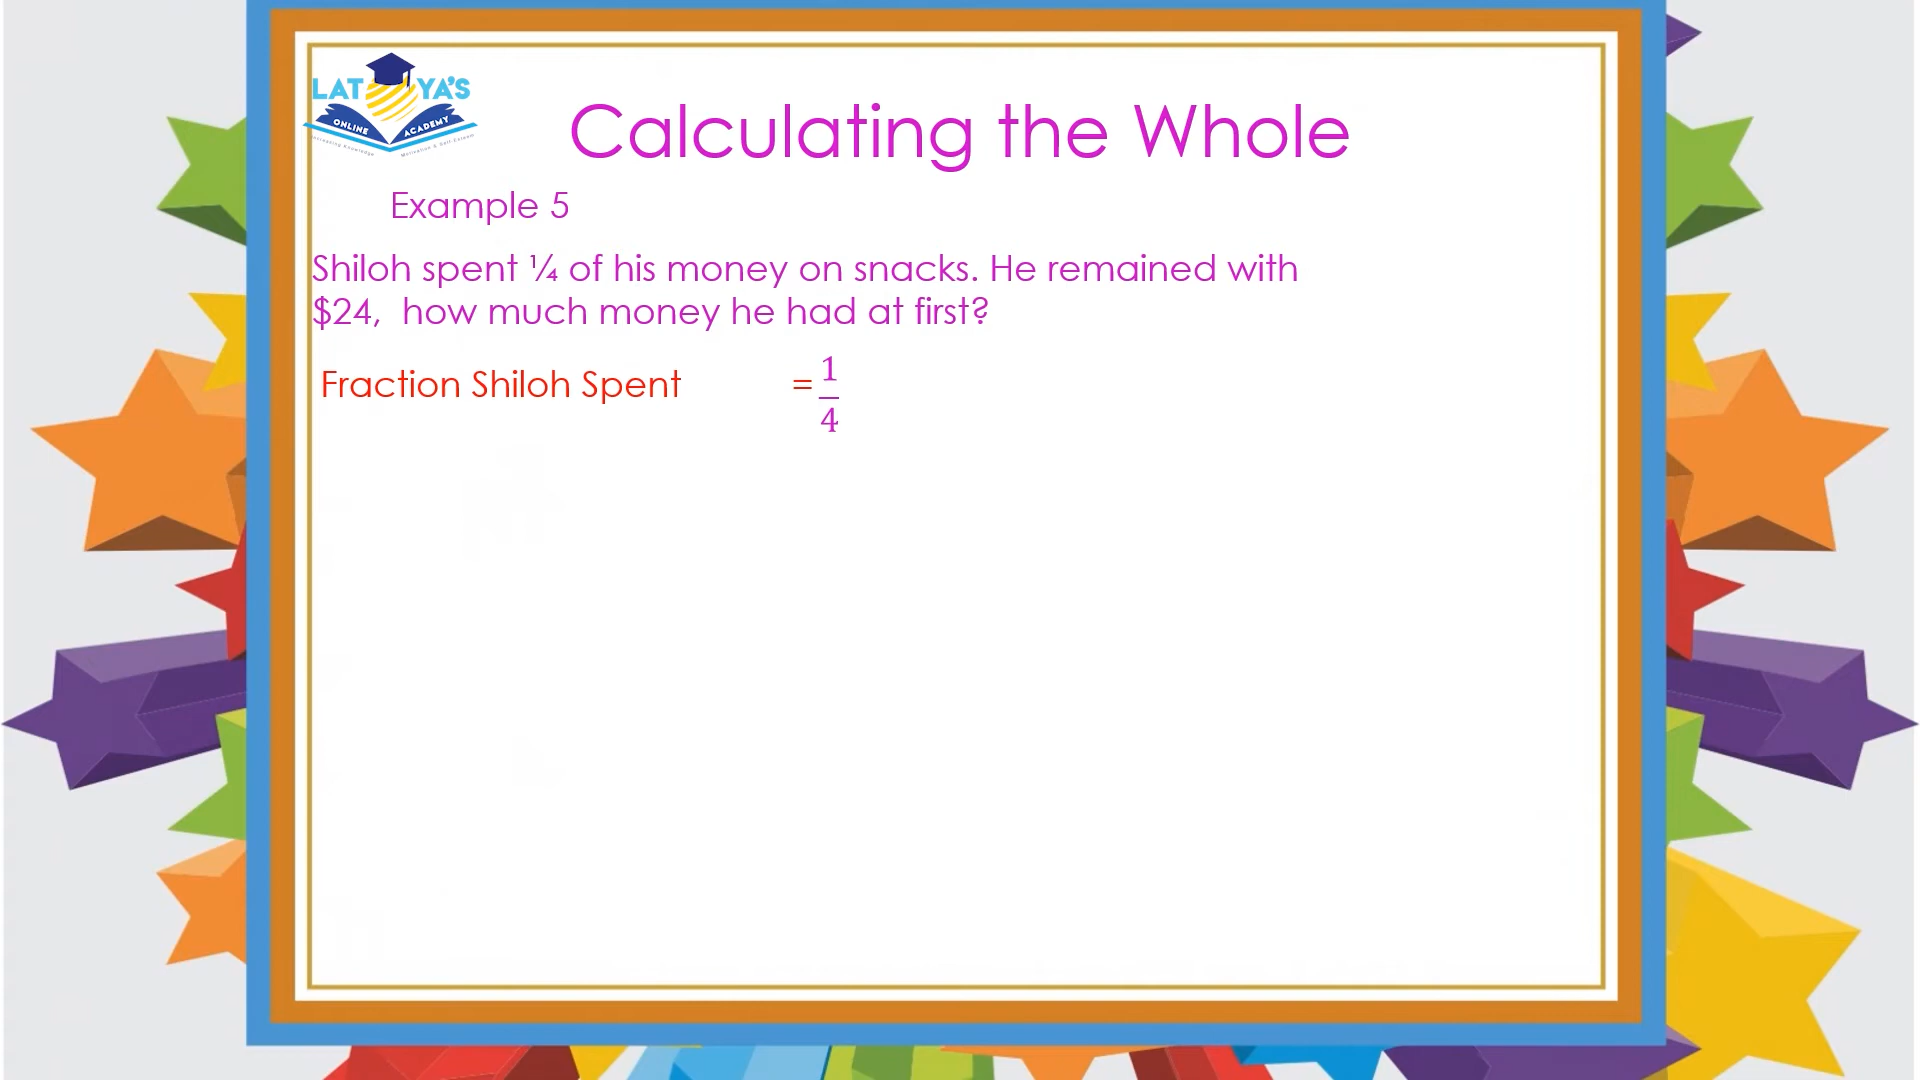 LAT YA'S
ONLINE ACADEMY
Calculating the Whole
Example 5
Shiloh spent ¼ of his money on snacks. He remained with
$24,  how much money he had at first?
Fraction Shiloh Spent = 1/4